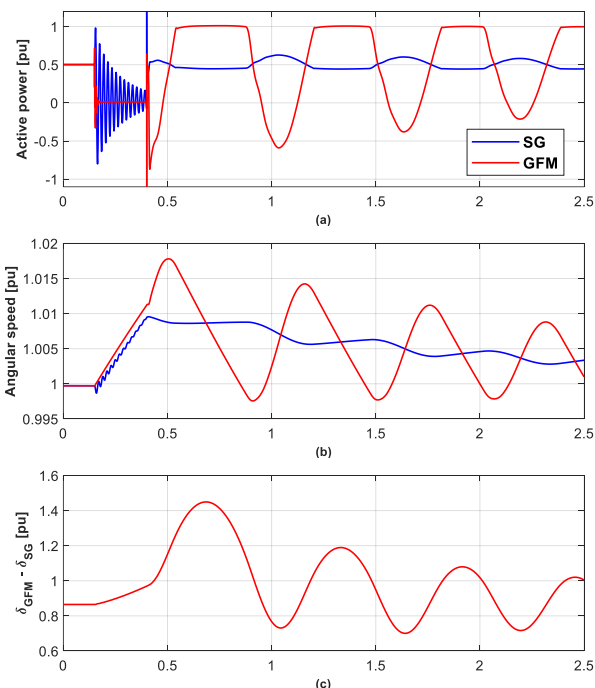 Active power [pu]
1
0.5
0
-0.5
-1
SG
GFM
0 0.5 1 1.5 2 2.5
(a)
Angular speed [pu]
1.02
1.015
1.01
1.005
1
0.995
0 0.5 1 1.5 2 2.5
(b)
δGFM - δSG [pu]
1.6
1.4
1.2
1
0.8
0.6
0 0.5 1 1.5 2 2.5
(c)